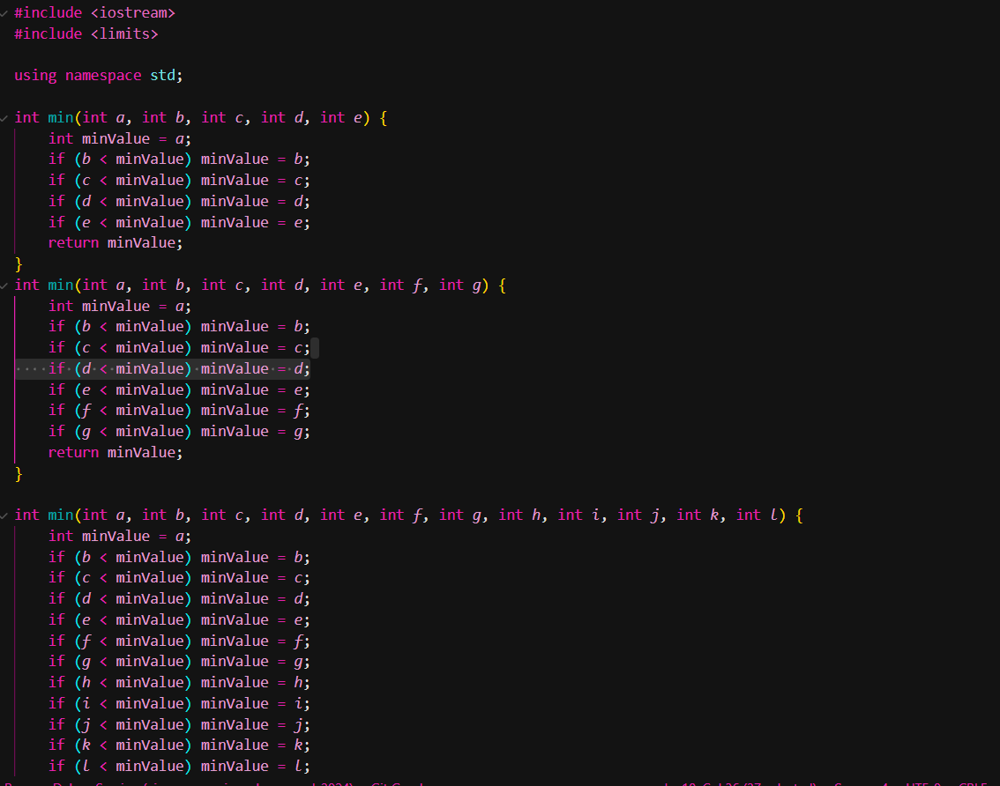 #include <iostream>
#include <limits>
using namespace std;
int min(int a, int b, int c, int d, int e) {
    int minValue = a;
    if (b < minValue) minValue = b;
    if (c < minValue) minValue = c;
    if (d < minValue) minValue = d;
    if (e < minValue) minValue = e;
    return minValue;
}
int min(int a, int b, int c, int d, int e, int f, int g) {
    int minValue = a;
    if (b < minValue) minValue = b;
    if (c < minValue) minValue = c;
    if (d < minValue) minValue = d;
    if (e < minValue) minValue = e;
    if (f < minValue) minValue = f;
    if (g < minValue) minValue = g;
    return minValue;
}
int min(int a, int b, int c, int d, int e, int f, int g, int h, int i, int j, int k, int l) {
    int minValue = a;
    if (b < minValue) minValue = b;
    if (c < minValue) minValue = c;
    if (d < minValue) minValue = d;
    if (e < minValue) minValue = e;
    if (f < minValue) minValue = f;
    if (g < minValue) minValue = g;
    if (h < minValue) minValue = h;
    if (i < minValue) minValue = i;
    if (j < minValue) minValue = j;
    if (k < minValue) minValue = k;
    if (l < minValue) minValue = l;